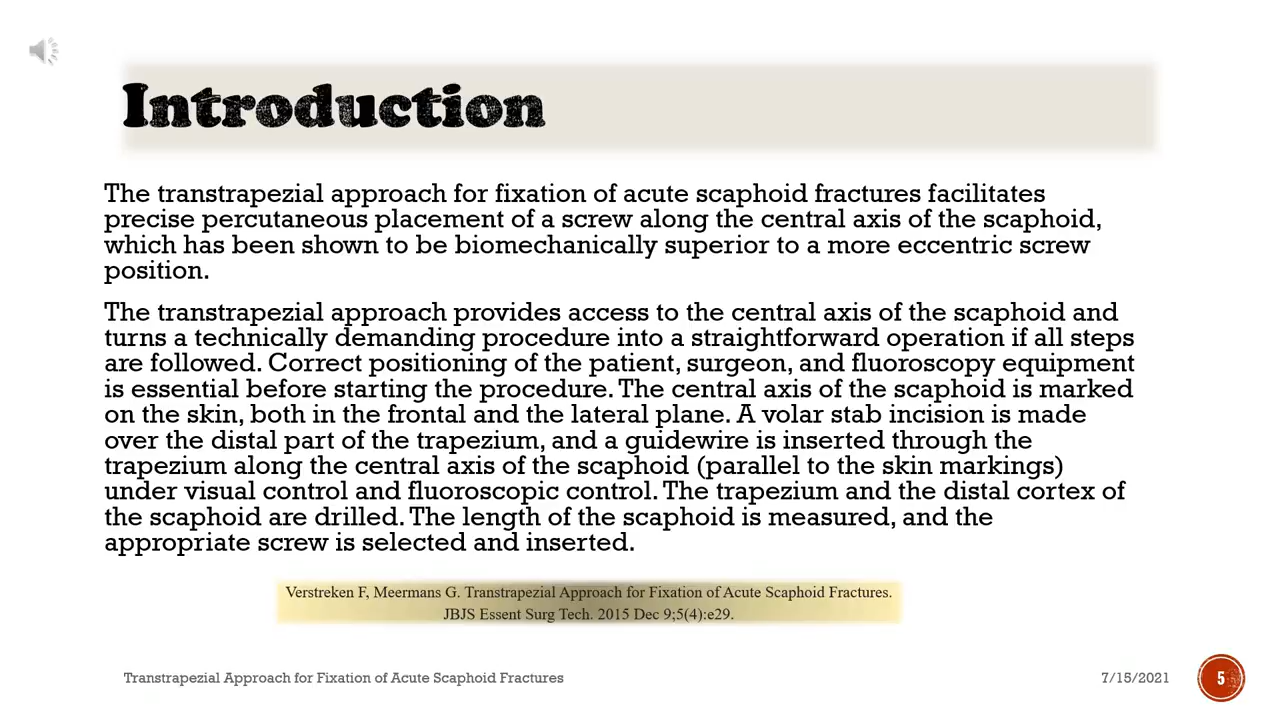 Introduction
The transtrapezial approach for fixation of acute scaphoid fractures facilitates
precise percutaneous placement of a screw along the central axis of the scaphoid,
which has been shown to be biomechanically superior to a more eccentric screw
position.
The transtrapezial approach provides access to the central axis of the scaphoid and
turns a technically demanding procedure into a straightforward operation if all steps
are followed. Correct positioning of the patient, surgeon, and fluoroscopy equipment
is essential before starting the procedure. The central axis of the scaphoid is marked
on the skin, both in the frontal and the lateral plane. A volar stab incision is made
over the distal part of the trapezium, and a guidewire is inserted through the
trapezium along the central axis of the scaphoid (parallel to the skin markings)
under visual control and fluoroscopic control. The trapezium and the distal cortex of
the scaphoid are drilled. The length of the scaphoid is measured, and the
appropriate screw is selected and inserted.
Verstreken F, Meermans G. Transtrapezial Approach for Fixation of Acute Scaphoid Fractures.
JBJS Essent Surg Tech. 2015 Dec 9;5(4):e29.
Transtrapezial Approach for Fixation of Acute Scaphoid Fractures
7/15/2021
5